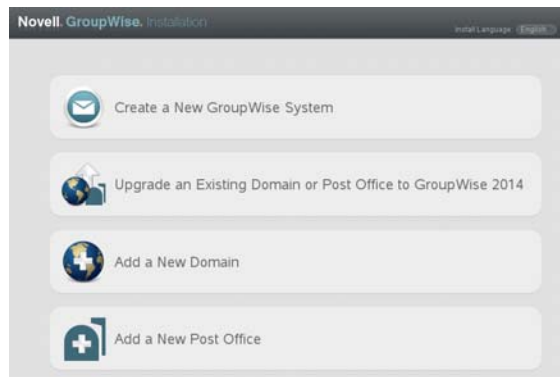 Novell. GroupWise. Installation
Install Language: English
Create a New GroupWise System
Upgrade an Existing Domain or Post Office to GroupWise 2014
Add a New Domain
Add a New Post Office